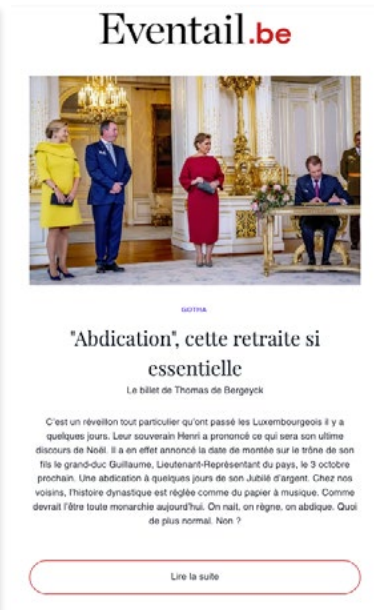 Eventail.be
GOTHA
"Abdication", cette retraite si
essentielle
Le billet de Thomas de Bergeyck
C'est un réveillon tout particulier qu'ont passé les Luxembourgeois il y a
quelques jours. Leur souverain Henri a prononcé ce qui sera son ultime
discours de Noël. Il a en effet annoncé la date de montée sur le trône de son
fils le grand-duc Guillaume, Lieutenant-Représentant du pays, le 3 octobre
prochain. Une abdication à quelques jours de son Jubilé d'argent. Chez nos
voisins, l'histoire dynastique est réglée comme du papier à musique. Comme
devrait l'être toute monarchie aujourd'hui. On nait, on règne, on abdique. Quoi
de plus normal. Non ?
Lire la suite